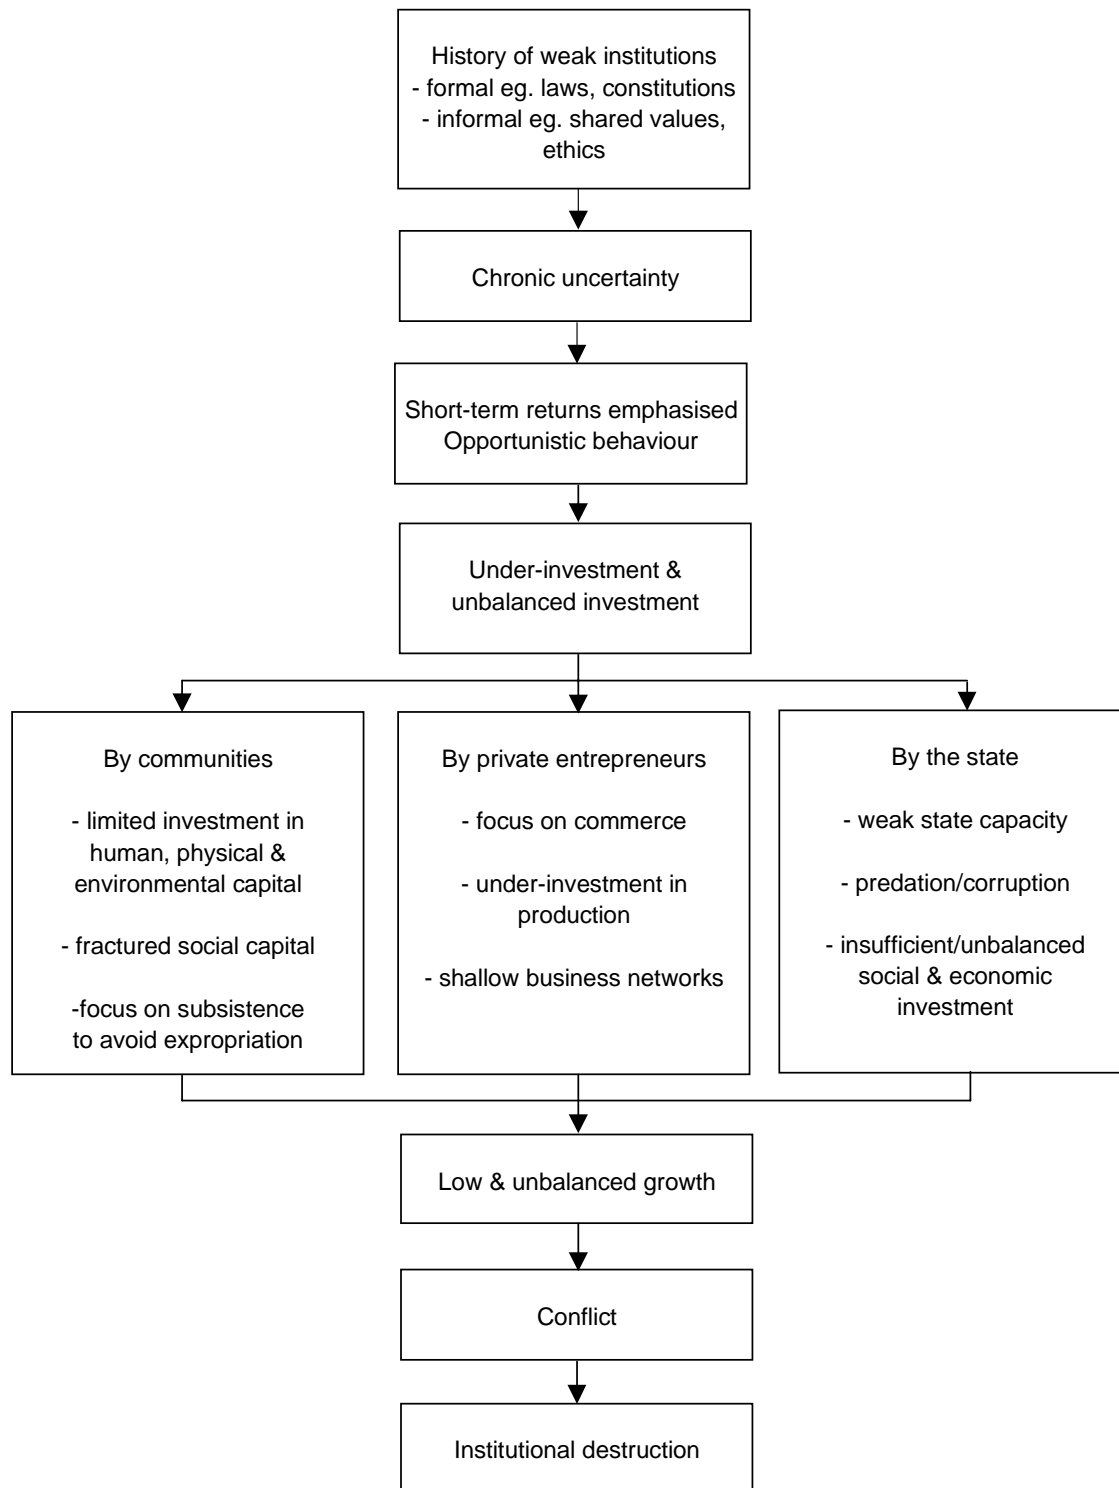 History of weak institutions
- formal eg. laws, constitutions
- informal eg. shared values,
ethics
Chronic uncertainty
Short-term returns emphasised
Opportunistic behaviour
Under-investment &
unbalanced investment
By communities
- limited investment in
human, physical &
environmental capital
- fractured social capital
-focus on subsistence
to avoid expropriation
By private entrepreneurs
- focus on commerce
- under-investment in
production
- shallow business networks
By the state
- weak state capacity
- predation/corruption
- insufficient/unbalanced
social & economic
investment
Low & unbalanced growth
Conflict
Institutional destruction